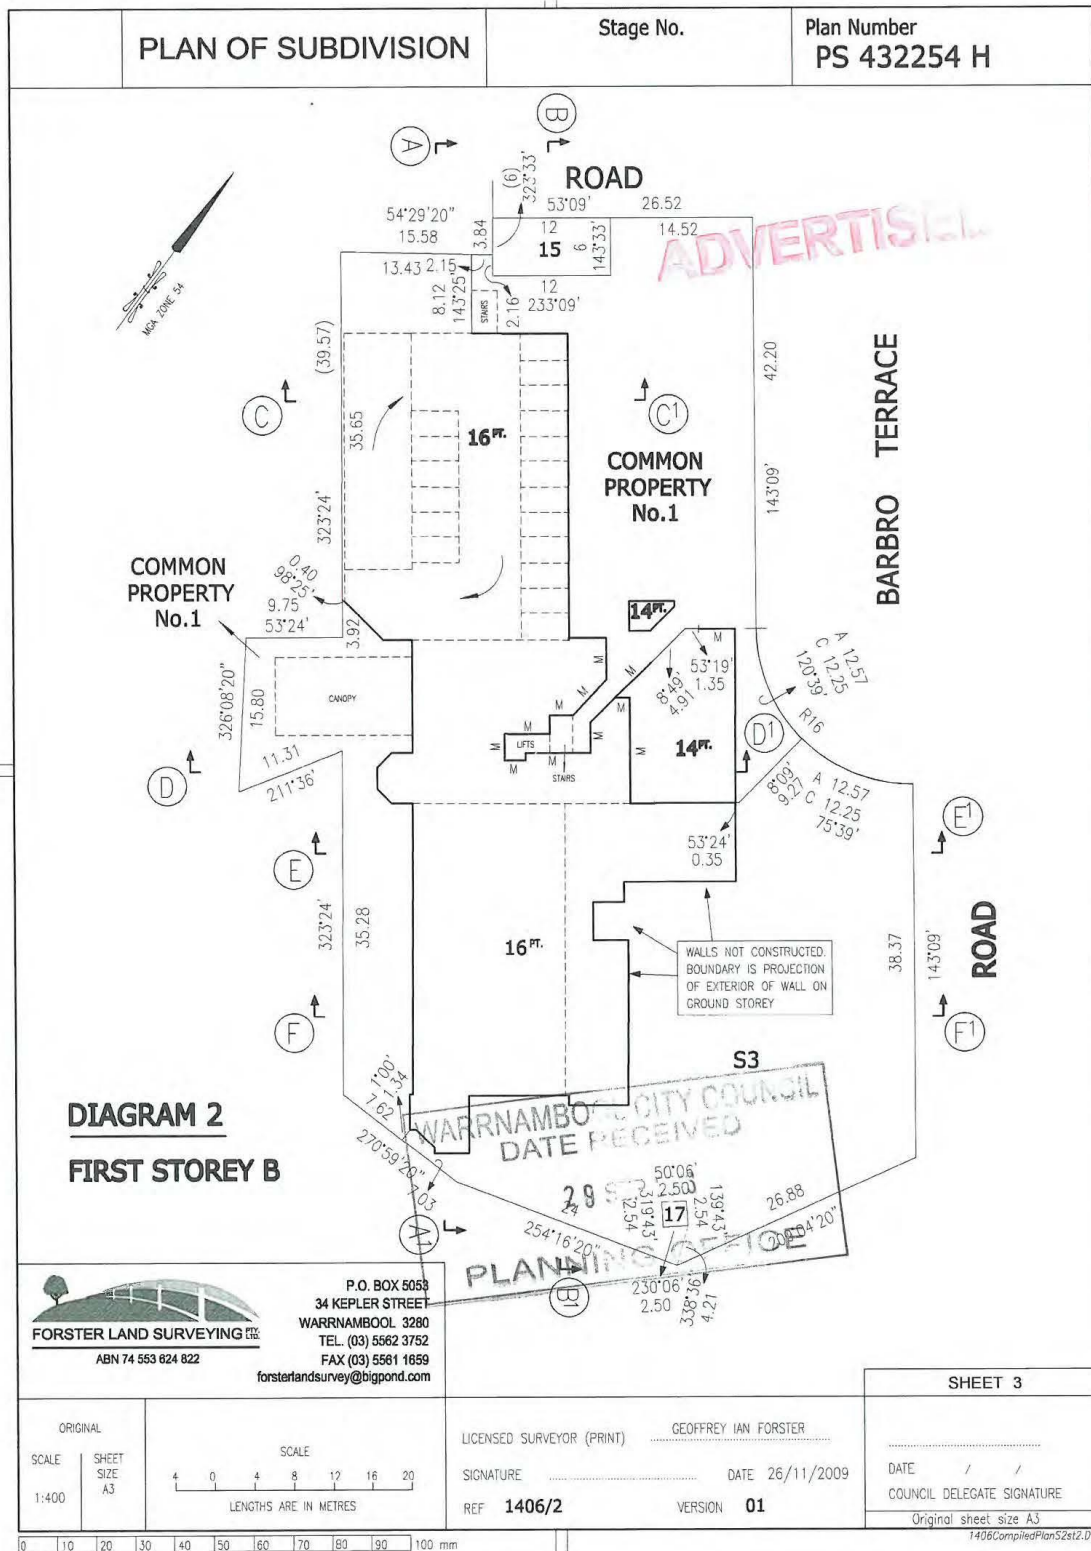 PLAN OF SUBDIVISION
Stage No.
Plan Number
PS 432254 H
A
B
ROAD
(6)
323°33'
53°09'
26.52
54°29'20"
15.58
3.84
12
15
6
143°33'
14.52
ADVERTISE
13.43
2.15
12
233°09'
8.12
143°25'
STAIRS
2.16
MGA ZONE 54
(39.57)
42.20
BARBRO TERRACE
C
C1
35.65
16PT.
COMMON
PROPERTY
No.1
143°09'
323°24'
COMMON
PROPERTY
No.1
0.40
98°25'
9.75
53°24'
3.92
14PT.
M
M
53°19'
1.35
8°49'
4.91
M
M
M
A 12.57
C 12.25
120°39'
R16
326°08'20"
15.80
CANOPY
M
M
LIFTS
M
M
M
STAIRS
M
14PT.
D1
D
11.31
211°36'
8°09'
9.27
A 12.57
C 12.25
75°39'
E1
E
53°24'
0.35
323°24'
35.28
16PT.
WALLS NOT CONSTRUCTED.
BOUNDARY IS PROJECTION
OF EXTERIOR OF WALL ON
GROUND STOREY
38.37
143°09'
ROAD
F
F1
S3
1°00'
1.34
7.62
270°59'20"
7.03
DIAGRAM 2
FIRST STOREY B
WARRNAMBOOL CITY COUNCIL
DATE RECEIVED
50°06'
2.50
319°43'
2.54
17
139°43'
2.54
26.88
209°04'20"
24
254°16'20"
A1
B1
PLANNING OFFICE
230°06'
2.50
338°36'
4.21
FORSTER LAND SURVEYING PTY. LTD.
ABN 74 553 624 822
P.O. BOX 5053
34 KEPLER STREET
WARRNAMBOOL 3280
TEL. (03) 5562 3752
FAX (03) 5561 1659
forsterlandsurvey@bigpond.com
SHEET 3
ORIGINAL
SCALE
1:400
SHEET
SIZE
A3
SCALE
4 0 4 8 12 16 20
LENGTHS ARE IN METRES
LICENSED SURVEYOR (PRINT) GEOFFREY IAN FORSTER
SIGNATURE DATE 26/11/2009
REF 1406/2 VERSION 01
DATE / /
COUNCIL DELEGATE SIGNATURE
Original sheet size A3
1406CompiledPlanS2st2.D
0 10 20 30 40 50 60 70 80 90 100 mm